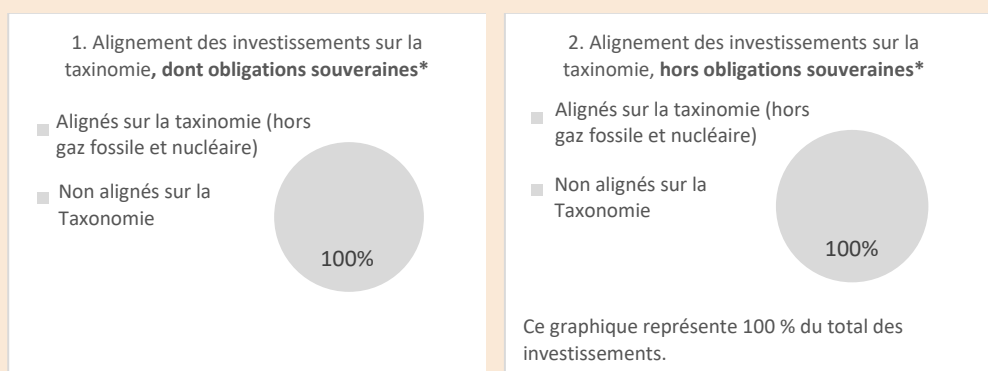 1. Alignement des investissements sur la
taxinomie, dont obligations souveraines*
Alignés sur la taxinomie (hors
gaz fossile et nucléaire)
Non alignés sur la
Taxonomie
100%
2. Alignement des investissements sur la
taxinomie, hors obligations souveraines*
Alignés sur la taxinomie (hors
gaz fossile et nucléaire)
Non alignés sur la
Taxonomie
100%
Ce graphique représente 100 % du total des
investissements.